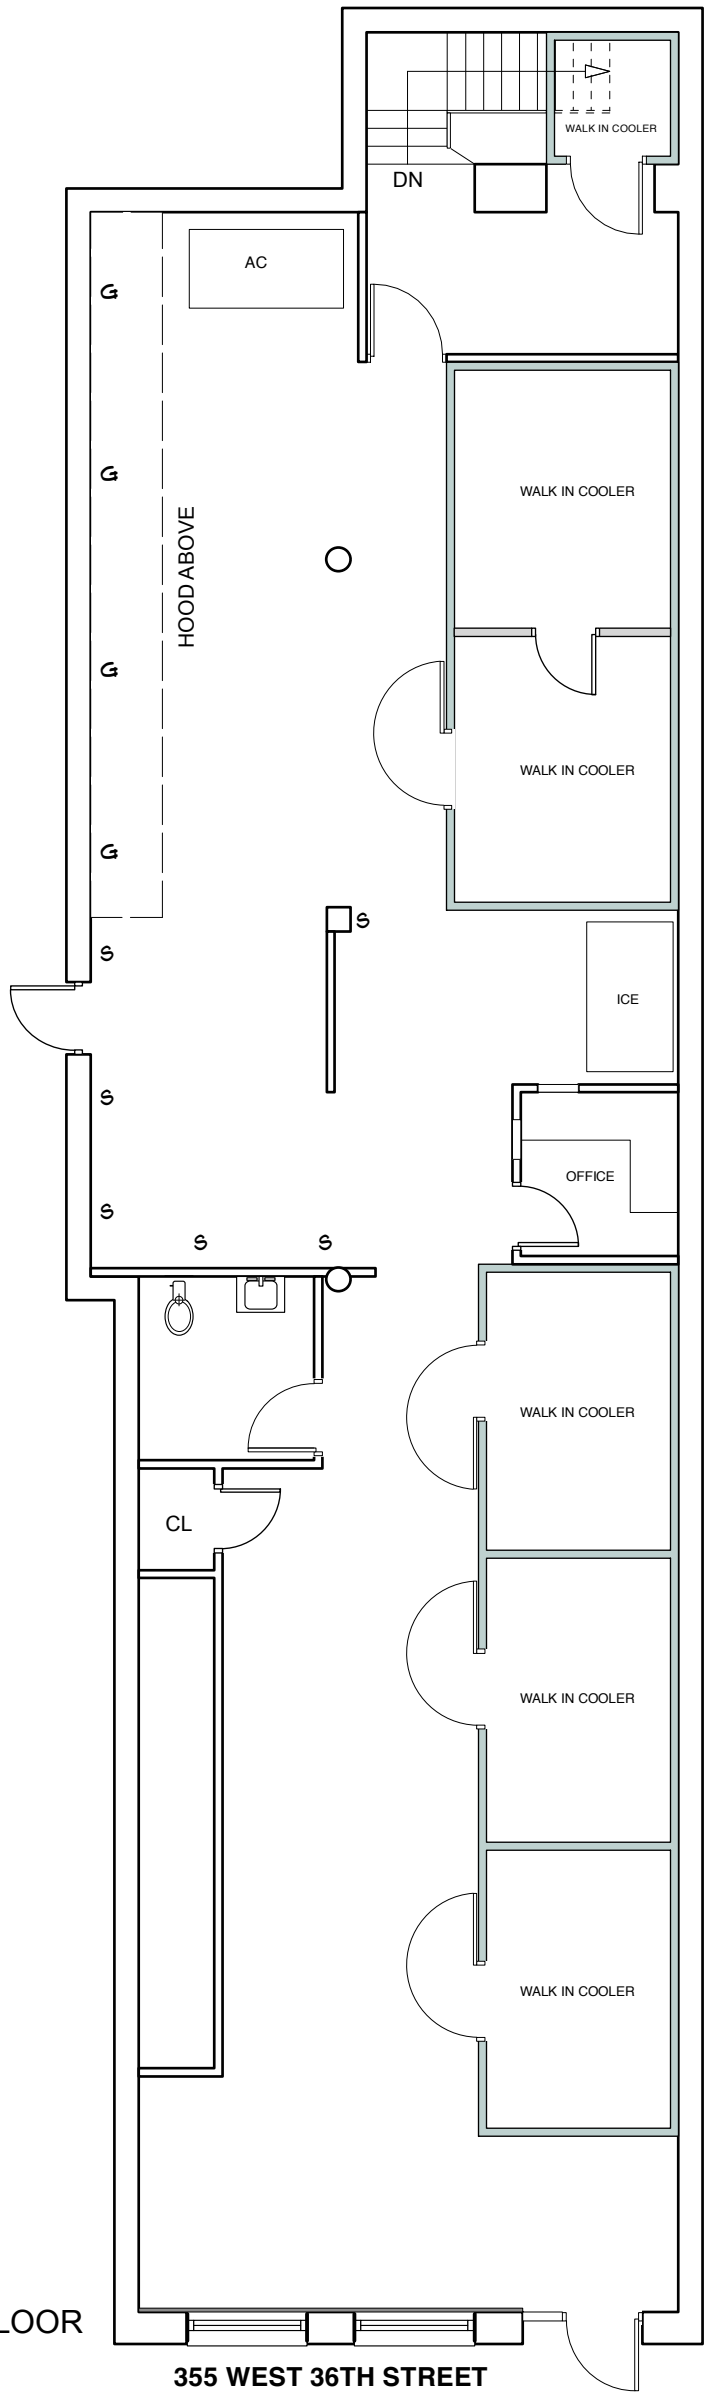 WALK IN COOLER
DN
AC
G
G
WALK IN COOLER
HOOD ABOVE
G
WALK IN COOLER
G
S
S
ICE
S
OFFICE
S
S
S
WALK IN COOLER
CL
WALK IN COOLER
WALK IN COOLER
LOOR
355 WEST 36TH STREET